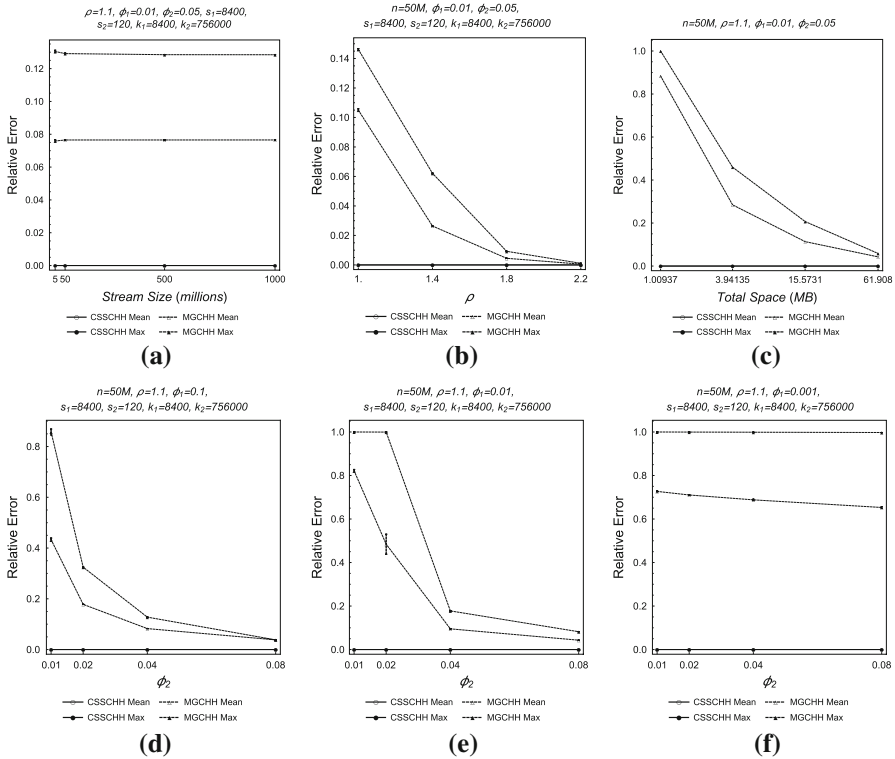 ρ=1.1, ϕ1=0.01, ϕ2=0.05, s1=8400,
s2=120, k1=8400, k2=756000
Relative Error
0.12
0.10
0.08
0.06
0.04
0.02
0.00
5 50
500
1000
Stream Size (millions)
CSSCHH Mean
MGCHH Mean
CSSCHH Max
MGCHH Max
(a)
n=50M, ϕ1=0.01, ϕ2=0.05,
s1=8400, s2=120, k1=8400, k2=756000
Relative Error
0.14
0.12
0.10
0.08
0.06
0.04
0.02
0.00
1.
1.4
1.8
2.2
ρ
CSSCHH Mean
MGCHH Mean
CSSCHH Max
MGCHH Max
(b)
n=50M, ρ=1.1, ϕ1=0.01, ϕ2=0.05
Relative Error
1.0
0.8
0.6
0.4
0.2
0.0
1.00937
3.94135
15.5731
61.908
Total Space (MB)
CSSCHH Mean
MGCHH Mean
CSSCHH Max
MGCHH Max
(c)
n=50M, ρ=1.1, ϕ1=0.1,
s1=8400, s2=120, k1=8400, k2=756000
Relative Error
0.8
0.6
0.4
0.2
0.0
0.01
0.02
0.04
0.08
ϕ2
CSSCHH Mean
MGCHH Mean
CSSCHH Max
MGCHH Max
(d)
n=50M, ρ=1.1, ϕ1=0.01,
s1=8400, s2=120, k1=8400, k2=756000
Relative Error
1.0
0.8
0.6
0.4
0.2
0.0
0.01
0.02
0.04
0.08
ϕ2
CSSCHH Mean
MGCHH Mean
CSSCHH Max
MGCHH Max
(e)
n=50M, ρ=1.1, ϕ1=0.001,
s1=8400, s2=120, k1=8400, k2=756000
Relative Error
1.0
0.8
0.6
0.4
0.2
0.0
0.01
0.02
0.04
0.08
ϕ2
CSSCHH Mean
MGCHH Mean
CSSCHH Max
MGCHH Max
(f)